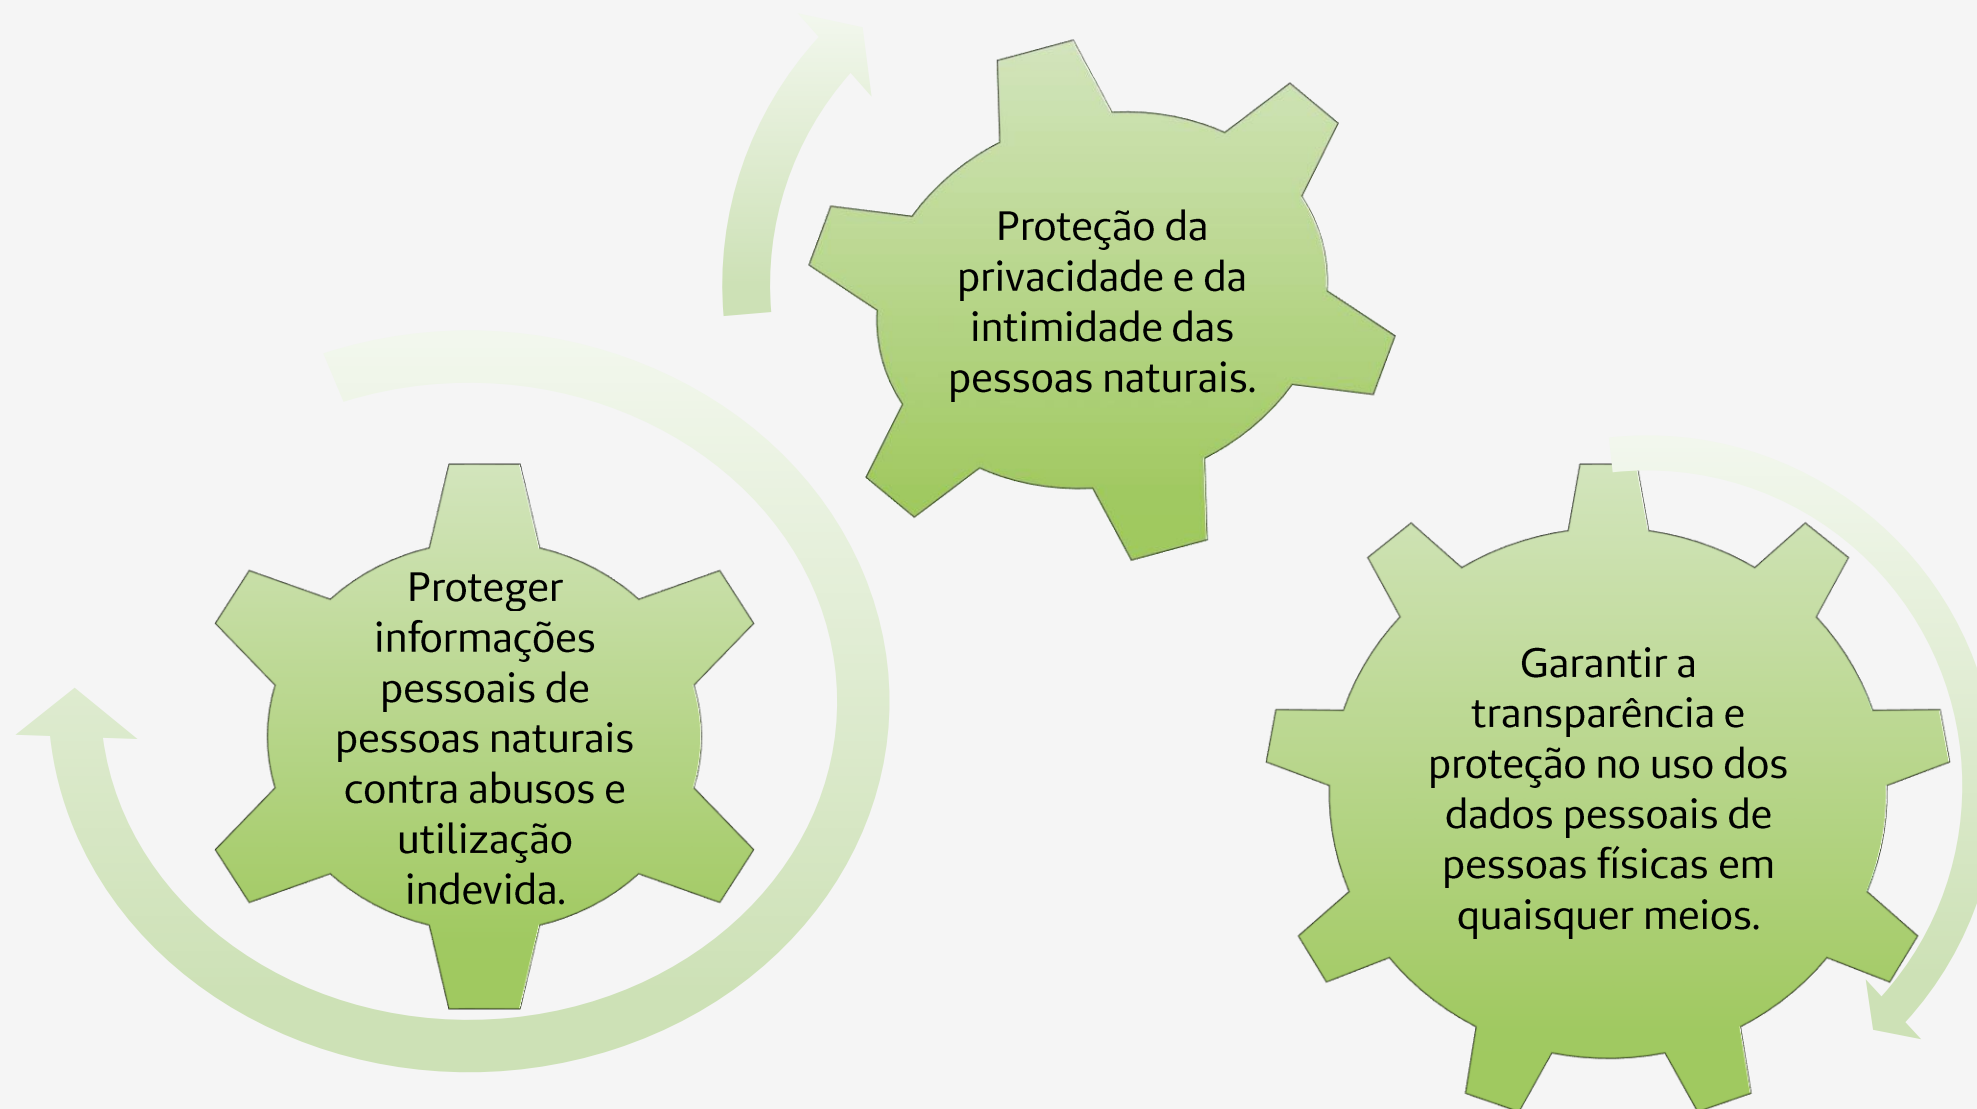 Proteção da
privacidade e da
intimidade das
pessoas naturais.
Proteger
informações
pessoais de
pessoas naturais
contra abusos e
utilização
indevida.
Garantir a
transparência e
proteção no uso dos
dados pessoais de
pessoas físicas em
quaisquer meios.